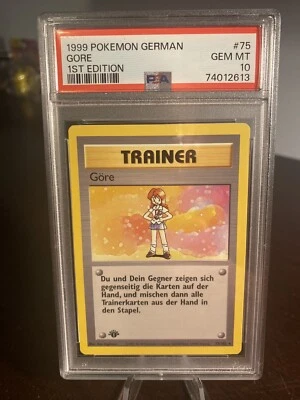 1999 POKEMON GERMAN #75
GORE GEM MT
1ST EDITION 10
PSA 74012613
TRAINER
Göre
Du und Dein Gegner zeigen sich
gegenseitig die Karten auf der
Hand, und mischen dann alle
Trainerkarten aus der Hand in
den Stapel.